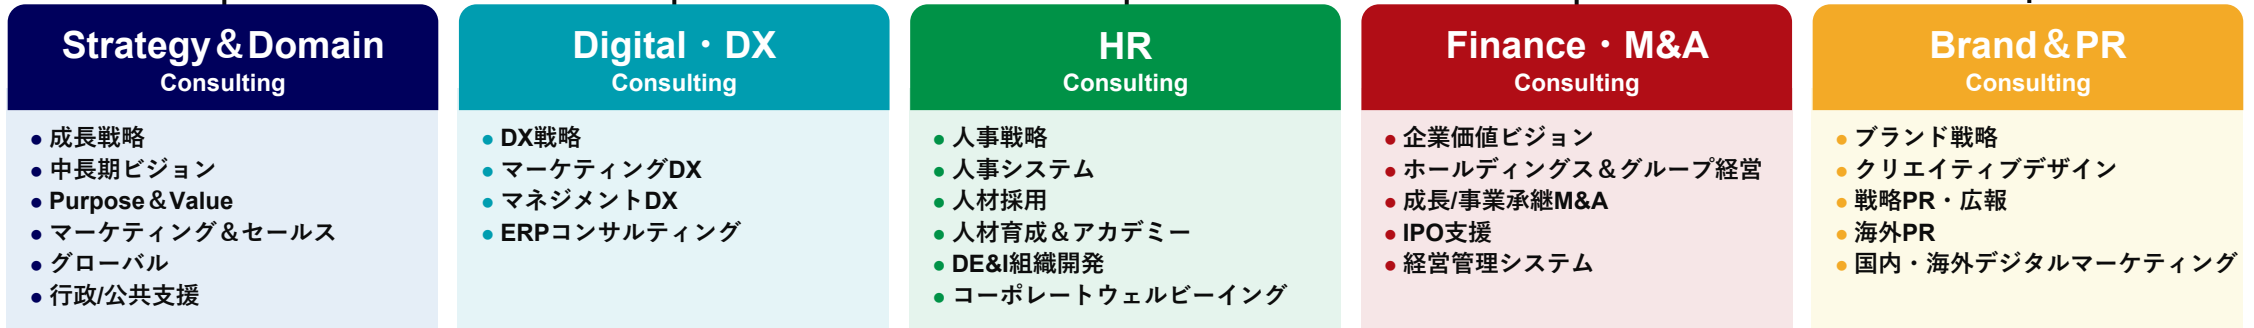 Strategy＆Domain
Consulting
● 成長戦略
● 中長期ビジョン
● Purpose＆Value
● マーケティング＆セールス
● グローバル
● 行政/公共支援
Digital・DX
Consulting
● DX戦略
● マーケティングDX
● マネジメントDX
● ERPコンサルティング
HR
Consulting
● 人事戦略
● 人事システム
● 人材採用
● 人材育成＆アカデミー
● DE&I組織開発
● コーポレートウェルビーイング
Finance・M&A
Consulting
● 企業価値ビジョン
● ホールディングス＆グループ経営
● 成長/事業承継M&A
● IPO支援
● 経営管理システム
Brand＆PR
Consulting
● ブランド戦略
● クリエイティブデザイン
● 戦略PR・広報
● 海外PR
● 国内・海外デジタルマーケティング